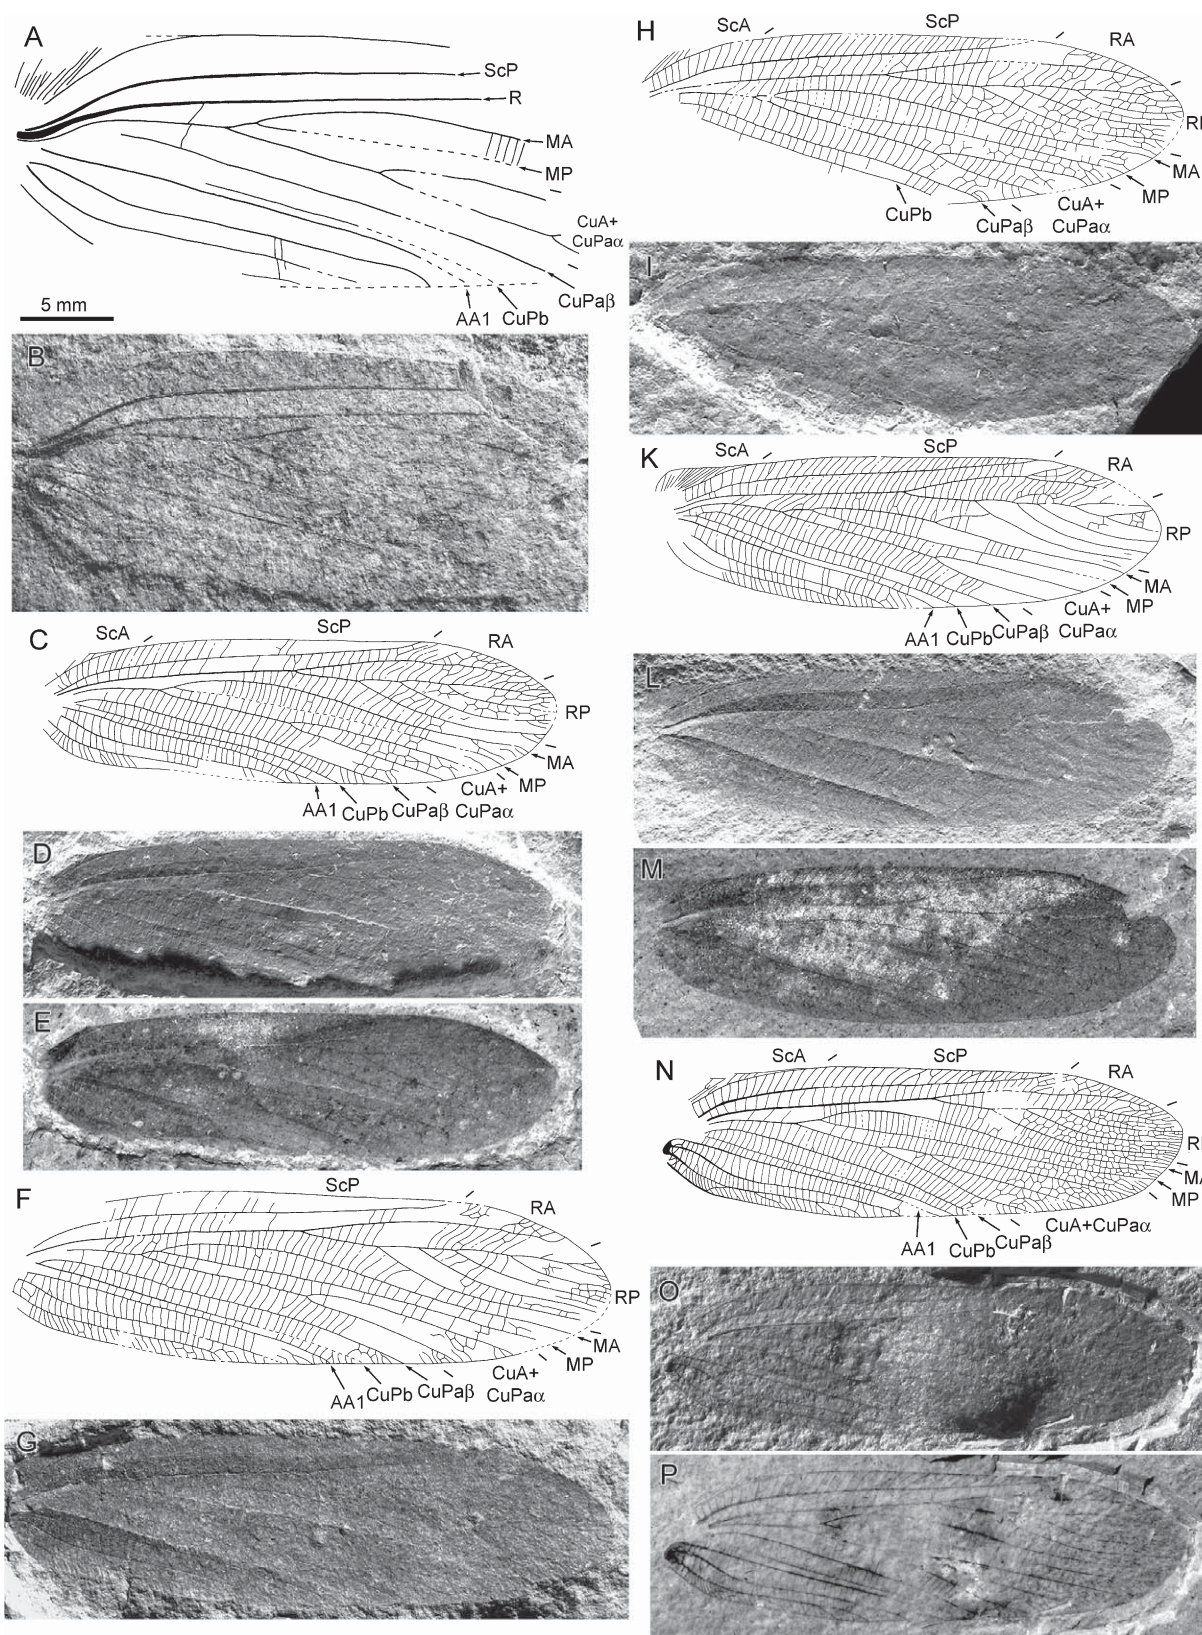 A
ScP
R
MA
MP
CuA+
CuPaα
CuPaβ
AA1 CuPb
5 mm
B
C
ScA
ScP
RA
RP
MA
MP
CuA+
CuPaα
AA1 CuPb CuPaβ
D
E
F
ScP
RA
RP
MA
MP
CuA+
CuPaα
AA1 CuPb CuPaβ
G
H
ScA
ScP
RA
MA
MP
CuA+
CuPaα
CuPb
CuPaβ
I
K
ScA
ScP
RA
RP
MA
MP
CuA+
CuPaα
AA1 CuPb CuPaβ
L
M
N
ScA
ScP
RA
MP
CuA+CuPaα
AA1 CuPb CuPaβ
O
P